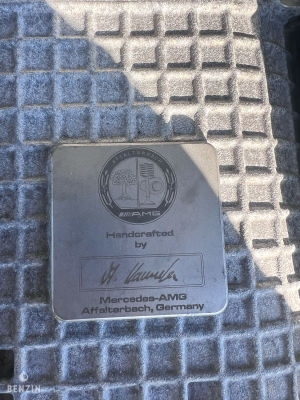 AMG
Handcrafted
by
Mercedes-AMG
Affalterbach, Germany
BENZIN